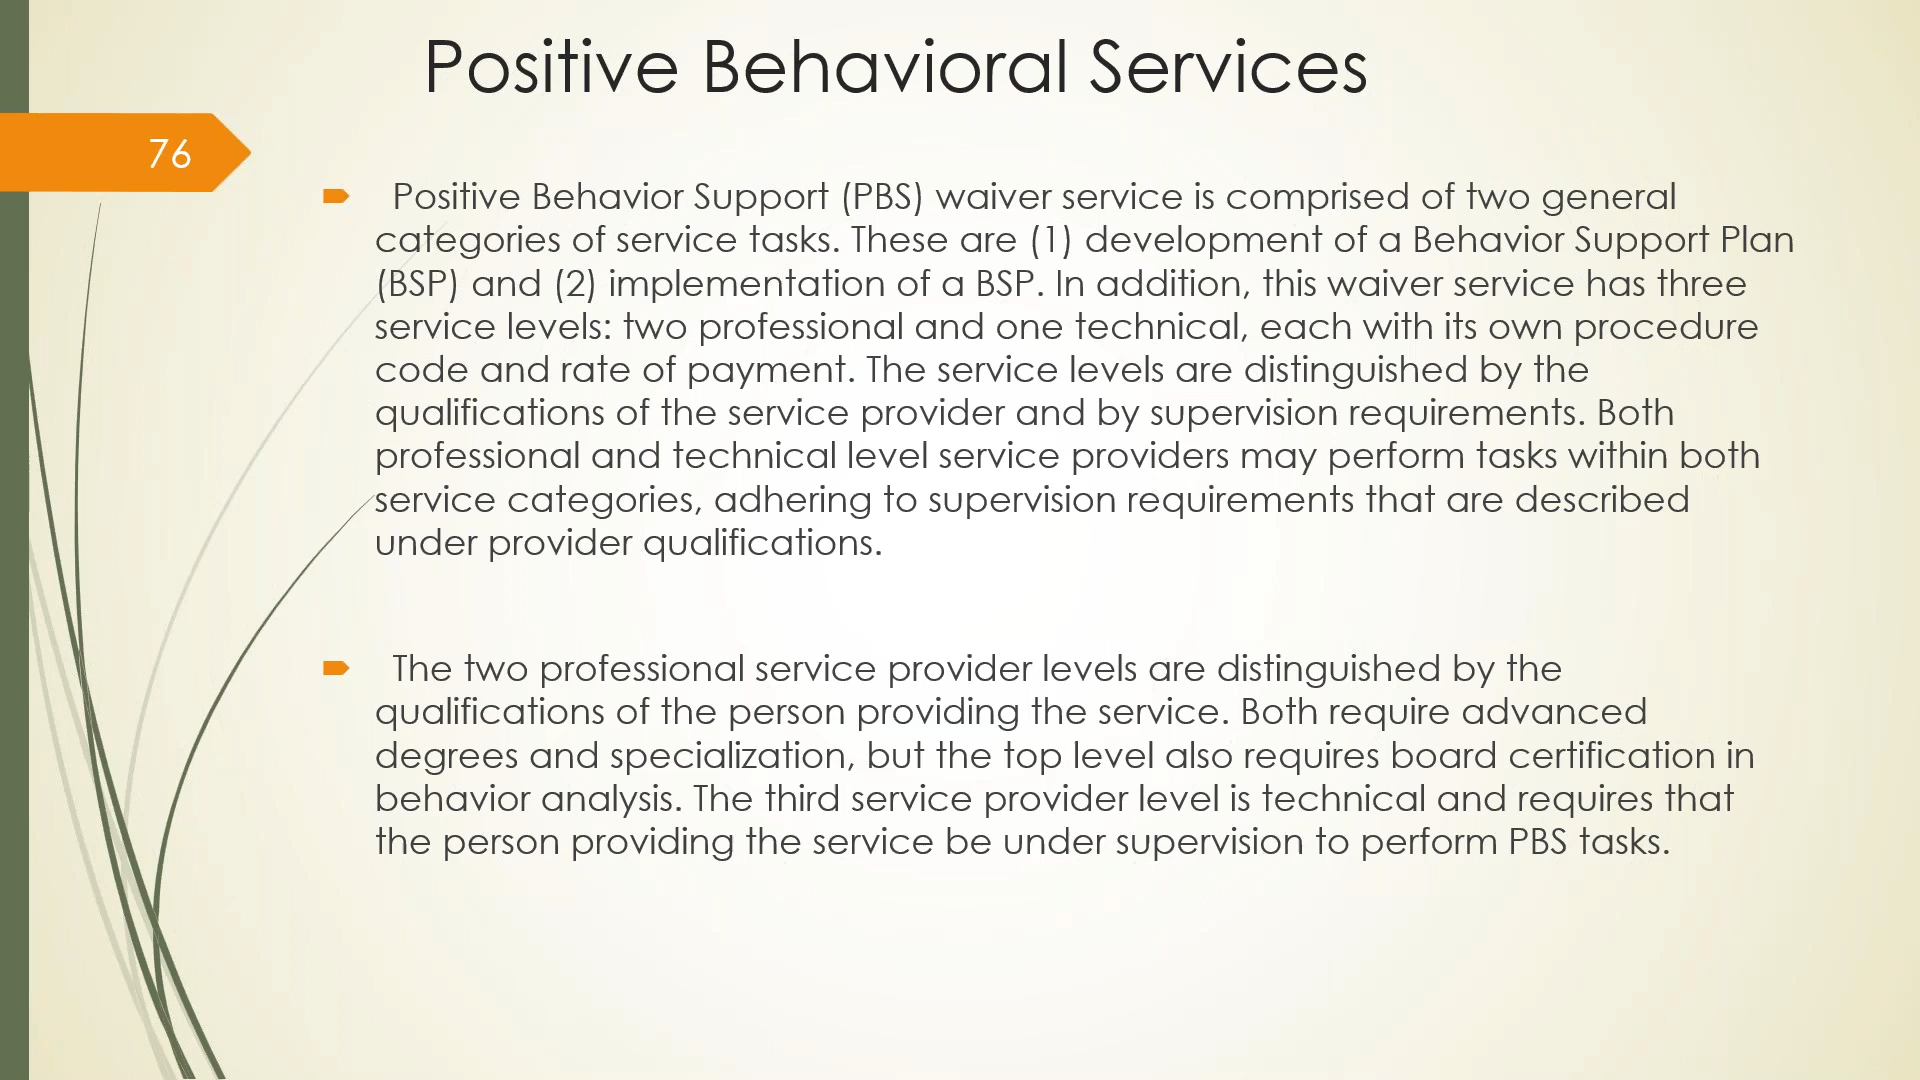 Positive Behavioral Services
76
Positive Behavior Support (PBS) waiver service is comprised of two general
categories of service tasks. These are (1) development of a Behavior Support Plan
(BSP) and (2) implementation of a BSP. In addition, this waiver service has three
service levels: two professional and one technical, each with its own procedure
code and rate of payment. The service levels are distinguished by the
qualifications of the service provider and by supervision requirements. Both
professional and technical level service providers may perform tasks within both
service categories, adhering to supervision requirements that are described
under provider qualifications.
The two professional service provider levels are distinguished by the
qualifications of the person providing the service. Both require advanced
degrees and specialization, but the top level also requires board certification in
behavior analysis. The third service provider level is technical and requires that
the person providing the service be under supervision to perform PBS tasks.